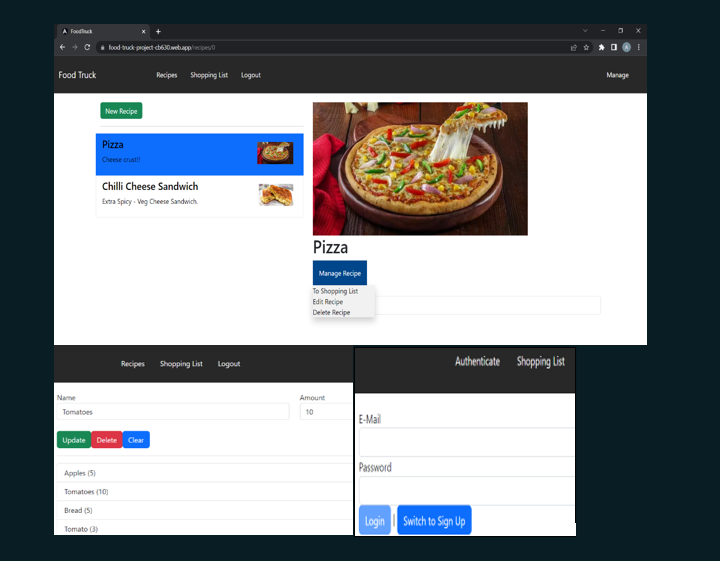 FoodTruck
food-truck-project-cb630.web.app/recipes/0
Food Truck Recipes Shopping List Logout Manage
New Recipe
Pizza
Cheese crust!!
Chilli Cheese Sandwich
Extra Spicy - Veg Cheese Sandwich.
Pizza
Manage Recipe
To Shopping List
Edit Recipe
Delete Recipe
Recipes Shopping List Logout
Name Amount
Tomatoes 10
Update Delete Clear
Apples (5)
Tomatoes (10)
Bread (5)
Tomato (3)
Authenticate Shopping List
E-Mail
Password
Login | Switch to Sign Up